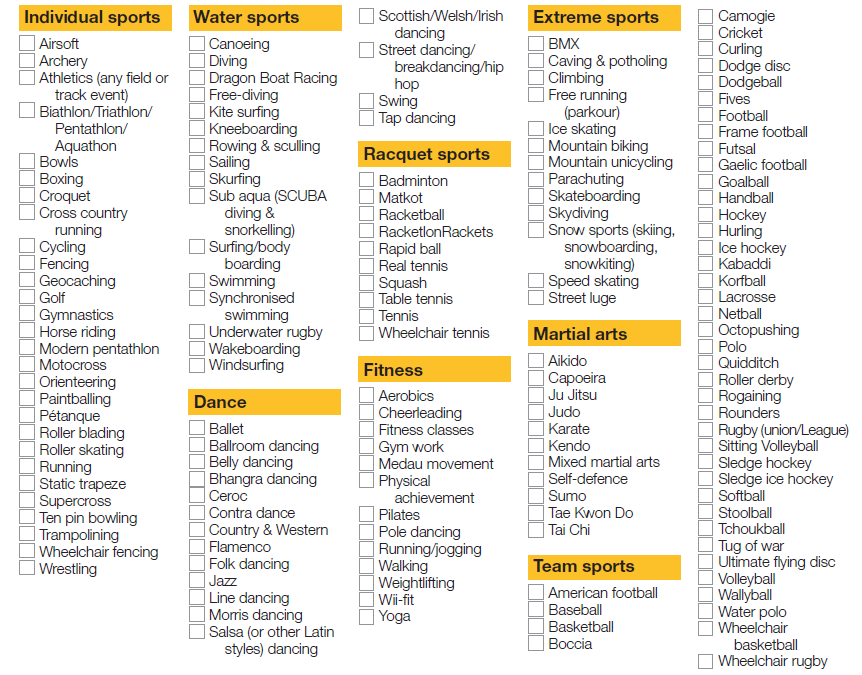 Individual sports
Airsoft
Archery
Athletics (any field or
track event)
Biathlon/Triathlon/
Pentathlon/
Aquathon
Bowls
Boxing
Croquet
Cross country
running
Cycling
Fencing
Geocaching
Golf
Gymnastics
Horse riding
Modern pentathlon
Motocross
Orienteering
Paintballing
Pétanque
Roller blading
Roller skating
Running
Static trapeze
Supercross
Ten pin bowling
Trampolining
Wheelchair fencing
Wrestling
Water sports
Canoeing
Diving
Dragon Boat Racing
Free-diving
Kite surfing
Kneeboarding
Rowing & sculling
Sailing
Skurfing
Sub aqua (SCUBA
diving &
snorkelling)
Surfing/body
boarding
Swimming
Synchronised
swimming
Underwater rugby
Wakeboarding
Windsurfing
Dance
Ballet
Ballroom dancing
Belly dancing
Bhangra dancing
Ceroc
Contra dance
Country & Western
Flamenco
Folk dancing
Jazz
Line dancing
Morris dancing
Salsa (or other Latin
styles) dancing
Scottish/Welsh/Irish
dancing
Street dancing/
breakdancing/hip
hop
Swing
Tap dancing
Racquet sports
Badminton
Matkot
Racketball
RacketlonRackets
Rapid ball
Real tennis
Squash
Table tennis
Tennis
Wheelchair tennis
Fitness
Aerobics
Cheerleading
Fitness classes
Gym work
Medau movement
Physical
achievement
Pilates
Pole dancing
Running/jogging
Walking
Weightlifting
Wii-fit
Yoga
Extreme sports
BMX
Caving & potholing
Climbing
Free running
(parkour)
Ice skating
Mountain biking
Mountain unicycling
Parachuting
Skateboarding
Skydiving
Snow sports (skiing,
snowboarding,
snowkiting)
Speed skating
Street luge
Martial arts
Aikido
Capoeira
Ju Jitsu
Judo
Karate
Kendo
Mixed martial arts
Self-defence
Sumo
Tae Kwon Do
Tai Chi
Team sports
American football
Baseball
Basketball
Boccia
Camogie
Cricket
Curling
Dodge disc
Dodgeball
Fives
Football
Frame football
Futsal
Gaelic football
Goalball
Handball
Hockey
Hurling
Ice hockey
Kabaddi
Korfball
Lacrosse
Netball
Octopushing
Polo
Quidditch
Roller derby
Rogaining
Rounders
Rugby (union/League)
Sitting Volleyball
Sledge hockey
Sledge ice hockey
Softball
Stoolball
Tchoukball
Tug of war
Ultimate flying disc
Volleyball
Wallyball
Water polo
Wheelchair
basketball
Wheelchair rugby